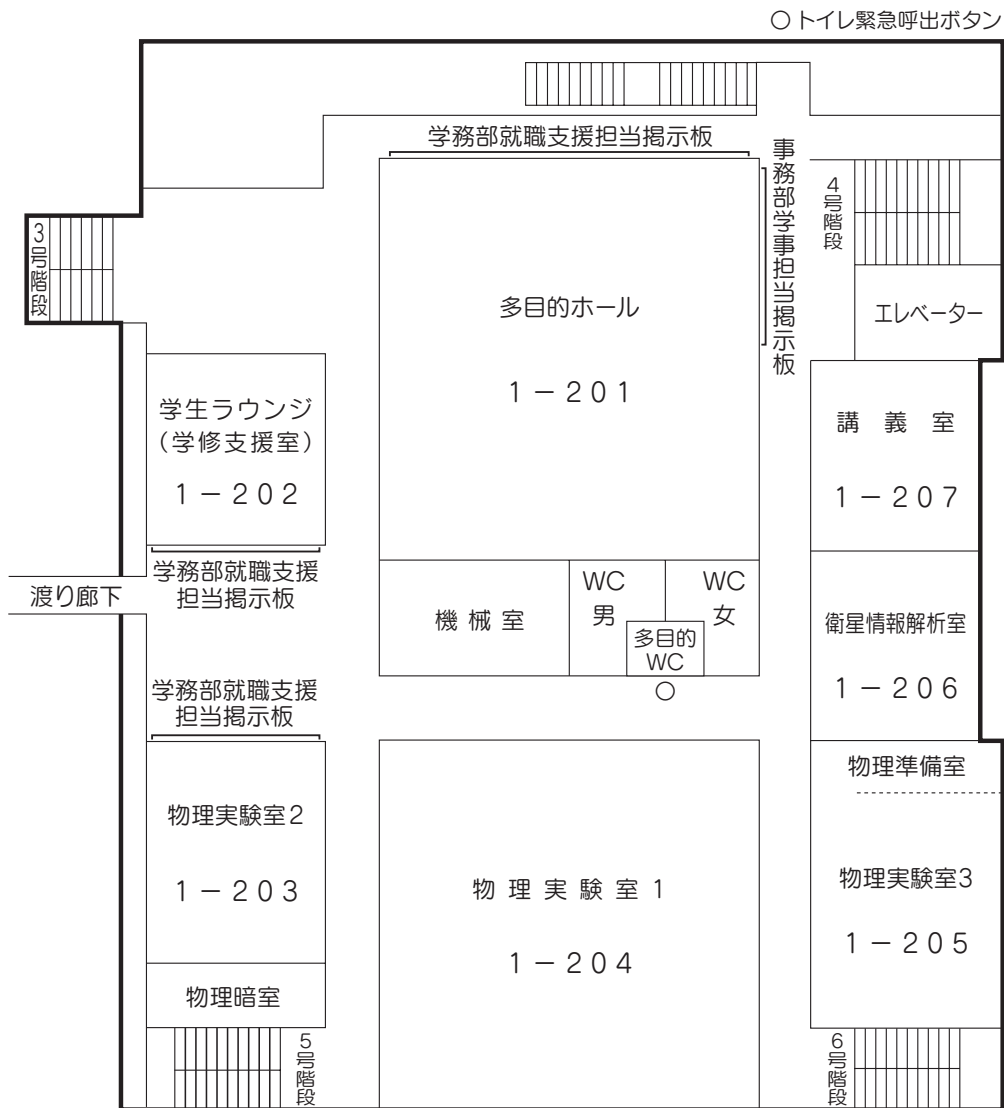 ○トイレ緊急呼出ボタン
学務部就職支援担当掲示板
事務部学事担当掲示板
4号階段
3号階段
多目的ホール
1－201
エレベーター
学生ラウンジ
(学修支援室)
1－202
講義室
1－207
学務部就職支援
担当掲示板
渡り廊下
機械室
WC
男
WC
女
多目的
WC
衛星情報解析室
1－206
学務部就職支援
担当掲示板
物理準備室
物理実験室2
1－203
物理実験室1
1－204
物理実験室3
1－205
物理暗室
5号階段
6号階段